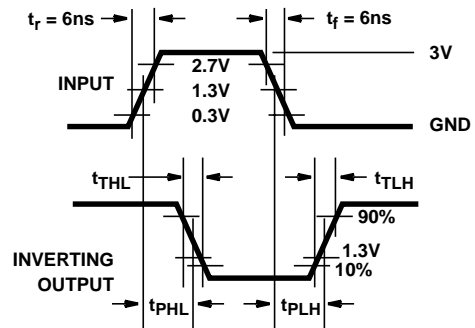 tr = 6ns
tf = 6ns
INPUT
2.7V
1.3V
0.3V
3V
GND
tTHL
tTLH
90%
1.3V
10%
INVERTING
OUTPUT
tPHL
tPLH